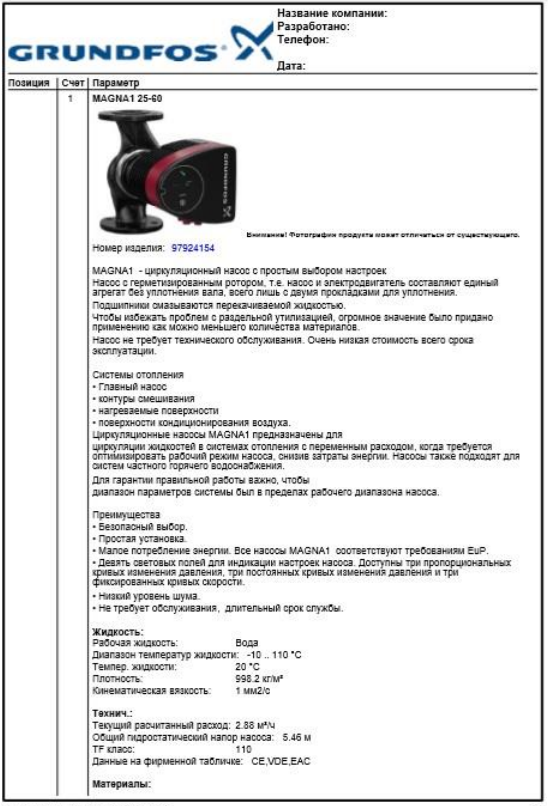 GRUNDFOS
Название компании:
Разработано:
Телефон:
Дата:
Позиция Счет Параметр
1 MAGNA1 25-60
GRUNDFOS
Внимание! Фотография продукта может отличаться от существующего.
Номер изделия: 97924154
MAGNA1 - циркуляционный насос с простым выбором настроек
Насос с герметизированным ротором, т.е. насос и электродвигатель составляют единый
агрегат без уплотнения вала, всего лишь с двумя прокладками для уплотнения.
Подшипники смазываются перекачиваемой жидкостью.
Чтобы избежать проблем с раздельной утилизацией, огромное значение было придано
применению как можно меньшего количества материалов.
Насос не требует технического обслуживания. Очень низкая стоимость всего срока
эксплуатации.
Системы отопления
• Главный насос
• контуры смешивания
• нагреваемые поверхности
• поверхности кондиционирования воздуха.
Циркуляционные насосы MAGNA1 предназначены для
циркуляции жидкостей в системах отопления с переменным расходом, когда требуется
оптимизировать рабочий режим насоса, снизив затраты энергии. Насосы также подходят для
систем частного горячего водоснабжения.
Для гарантии правильной работы важно, чтобы
диапазон параметров системы был в пределах рабочего диапазона насоса.
Преимущества
• Безопасный выбор.
• Простая установка.
• Малое потребление энергии. Все насосы MAGNA1 соответствуют требованиям EuP.
• Девять световых полей для индикации настроек насоса. Доступны три пропорциональных
кривых изменения давления, три постоянных кривых изменения давления и три
фиксированных кривых скорости.
• Низкий уровень шума.
• Не требует обслуживания, длительный срок службы.
Жидкость:
Рабочая жидкость: Вода
Диапазон температур жидкости: -10 .. 110 °C
Темпер. жидкости: 20 °C
Плотность: 998.2 кг/м³
Кинематическая вязкость: 1 мм2/с
Технич.:
Текущий расчитанный расход: 2.88 м³/ч
Общий гидростатический напор насоса: 5.46 м
TF класс: 110
Данные на фирменной табличке: CE,VDE,EAC
Материалы: